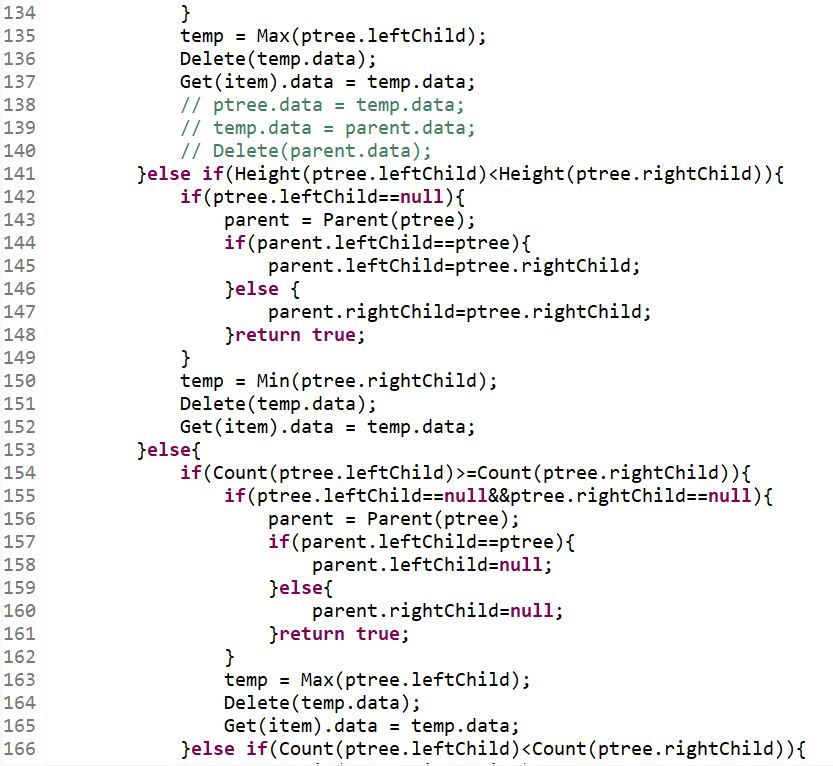 134             }
135             temp = Max(ptree.leftChild);
136             Delete(temp.data);
137             Get(item).data = temp.data;
138             // ptree.data = temp.data;
139             // temp.data = parent.data;
140             // Delete(parent.data);
141         }else if(Height(ptree.leftChild)<Height(ptree.rightChild)){
142             if(ptree.leftChild==null){
143                 parent = Parent(ptree);
144                 if(parent.leftChild==ptree){
145                     parent.leftChild=ptree.rightChild;
146                 }else {
147                     parent.rightChild=ptree.rightChild;
148                 }return true;
149             }
150             temp = Min(ptree.rightChild);
151             Delete(temp.data);
152             Get(item).data = temp.data;
153         }else{
154             if(Count(ptree.leftChild)>=Count(ptree.rightChild)){
155                 if(ptree.leftChild==null&&ptree.rightChild==null){
156                     parent = Parent(ptree);
157                     if(parent.leftChild==ptree){
158                         parent.leftChild=null;
159                     }else{
160                         parent.rightChild=null;
161                     }return true;
162                 }
163                 temp = Max(ptree.leftChild);
164                 Delete(temp.data);
165                 Get(item).data = temp.data;
166             }else if(Count(ptree.leftChild)<Count(ptree.rightChild)){